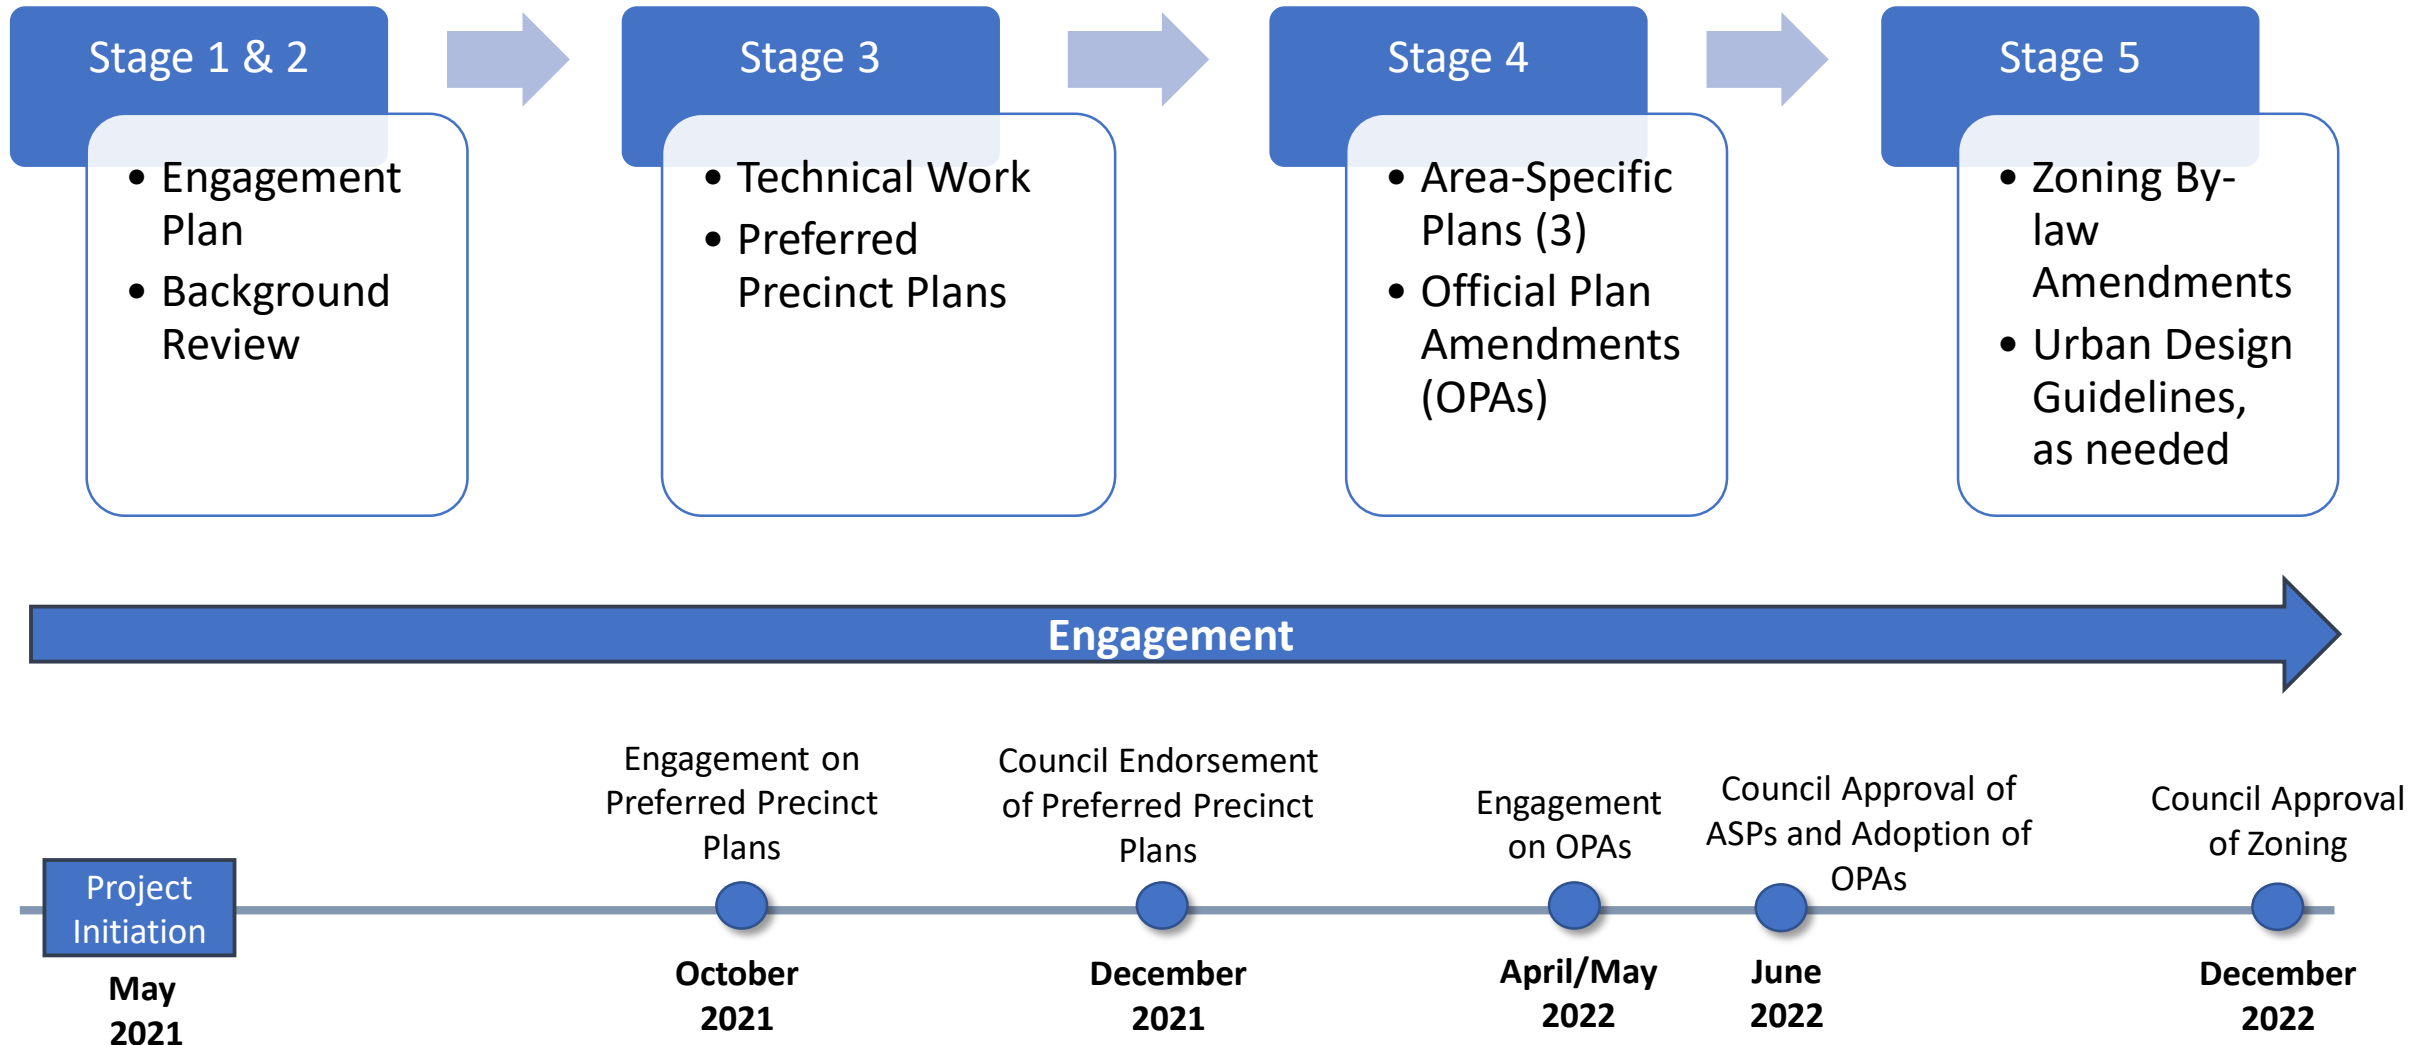 Stage 1 & 2
• Engagement
Plan
• Background
Review
Stage 3
• Technical Work
• Preferred
Precinct Plans
Stage 4
• Area-Specific
Plans (3)
• Official Plan
Amendments
(OPAs)
Stage 5
• Zoning By-
law
Amendments
• Urban Design
Guidelines,
as needed
Engagement
Project
Initiation
May
2021
Engagement on
Preferred Precinct
Plans
October
2021
Council Endorsement
of Preferred Precinct
Plans
December
2021
Engagement
on OPAs
April/May
2022
Council Approval of
ASPs and Adoption of
OPAs
June
2022
Council Approval
of Zoning
December
2022